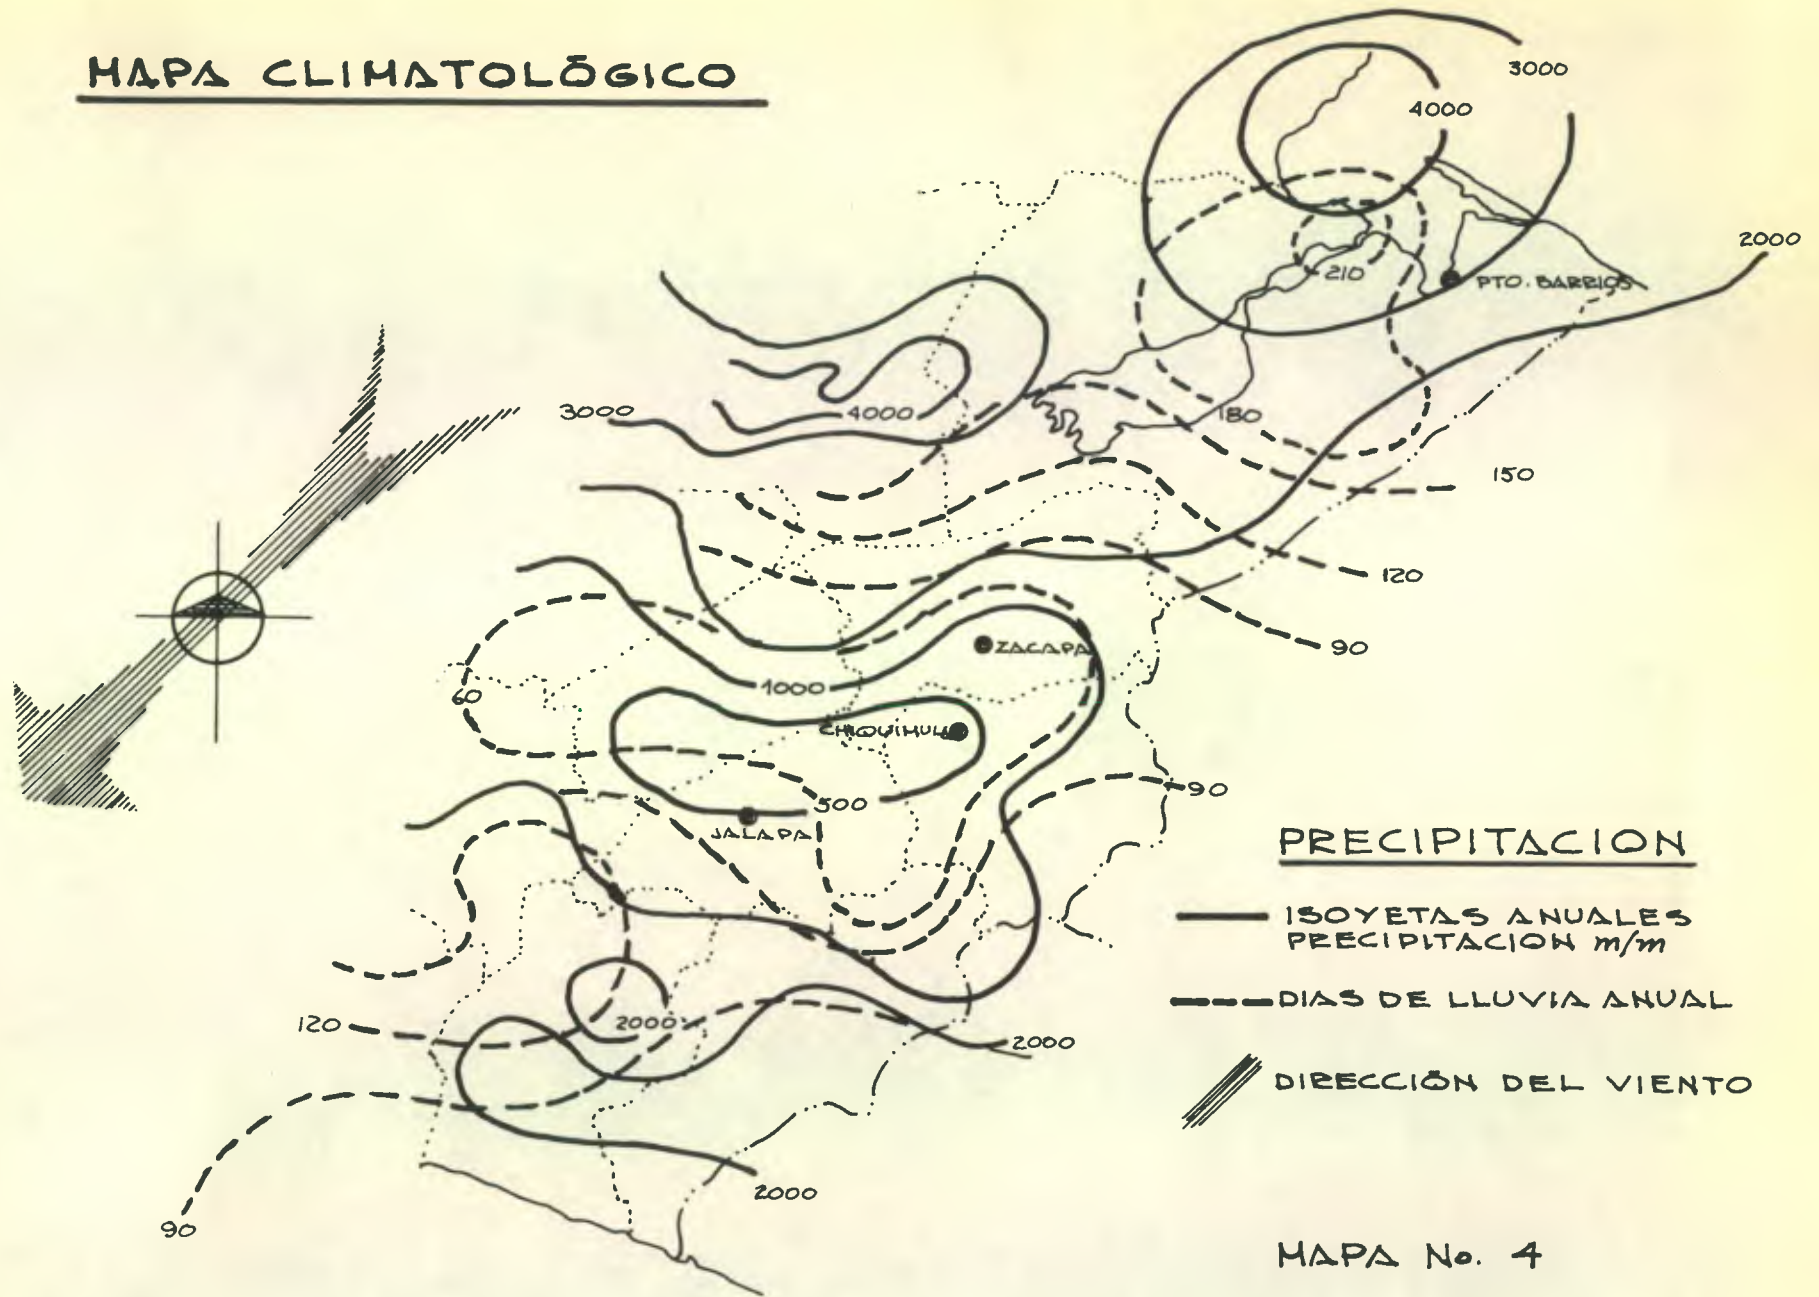 MAPA CLIMATOLÓGICO
3000
4000
2000
210
PTO. BARRIOS
3000
4000
180
150
120
90
ZACAPA
1000
60
CHIQUIMULA
90
500
JALAPA
PRECIPITACION
ISOYETAS ANUALES
PRECIPITACION m/m
DIAS DE LLUVIA ANUAL
120
2000
2000
DIRECCIÓN DEL VIENTO
2000
90
MAPA No. 4